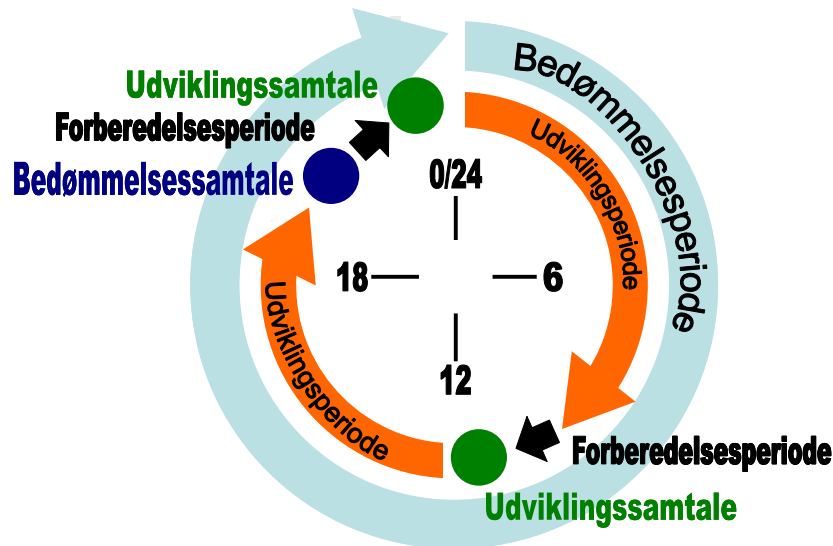 Bedømmelsesperiode
Udviklingssamtale
Forberedelsesperiode
Udviklingsperiode
Bedømmelsessamtale
0/24
18
6
Udviklingsperiode
12
Forberedelsesperiode
Udviklingssamtale